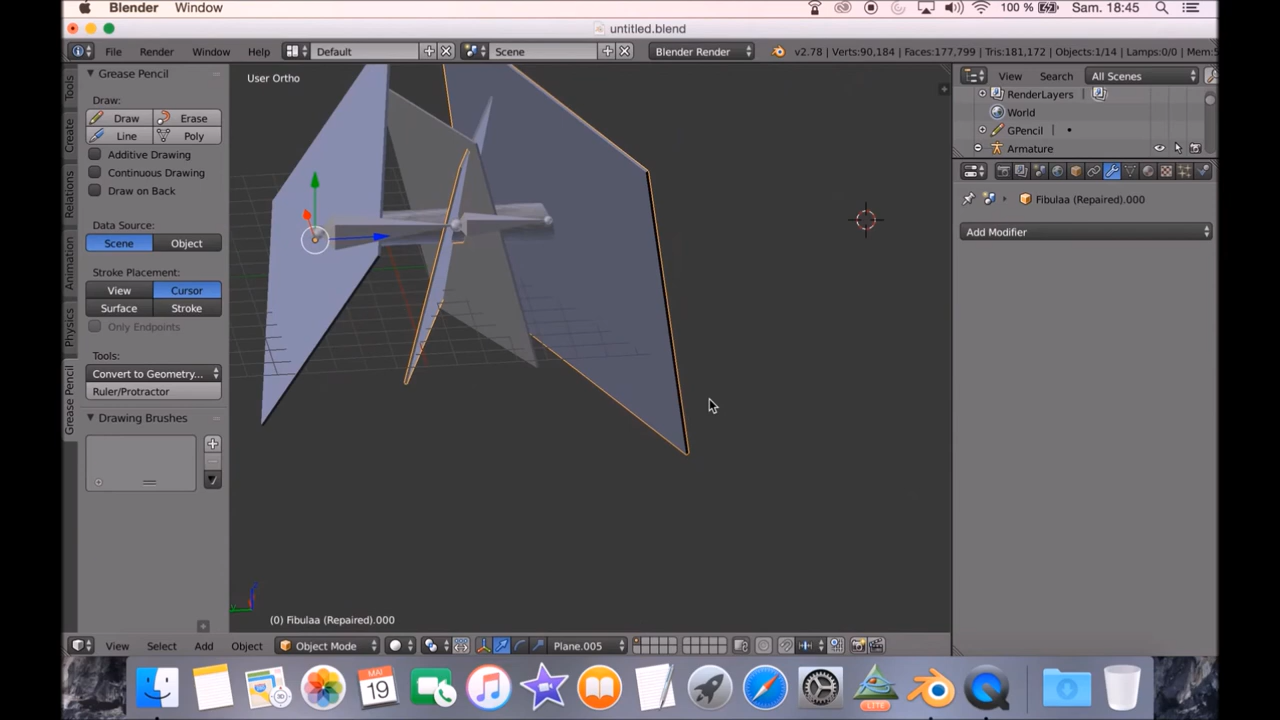 Blender Window 100 % Sam. 18:45
untitled.blend
File Render Window Help Default Scene Blender Render v2.78 | Verts:90,184 | Faces:177,799 | Tris:181,172 | Objects:1/14 | Lamps:0/0 | Mem:5
Grease Pencil
Draw:
Draw Erase
Line Poly
Additive Drawing
Continuous Drawing
Draw on Back
Data Source:
Scene Object
Stroke Placement:
View Cursor
Surface Stroke
Only Endpoints
Tools:
Convert to Geometry...
Ruler/Protractor
Drawing Brushes
Tools
Create
Relations
Animation
Physics
Grease Pencil
User Ortho
(0) Fibulaa (Repaired).000
View Select Add Object Object Mode Plane.005
View Search All Scenes
RenderLayers
World
GPencil
Armature
Fibulaa (Repaired).000
Add Modifier
MAI
19
LITE